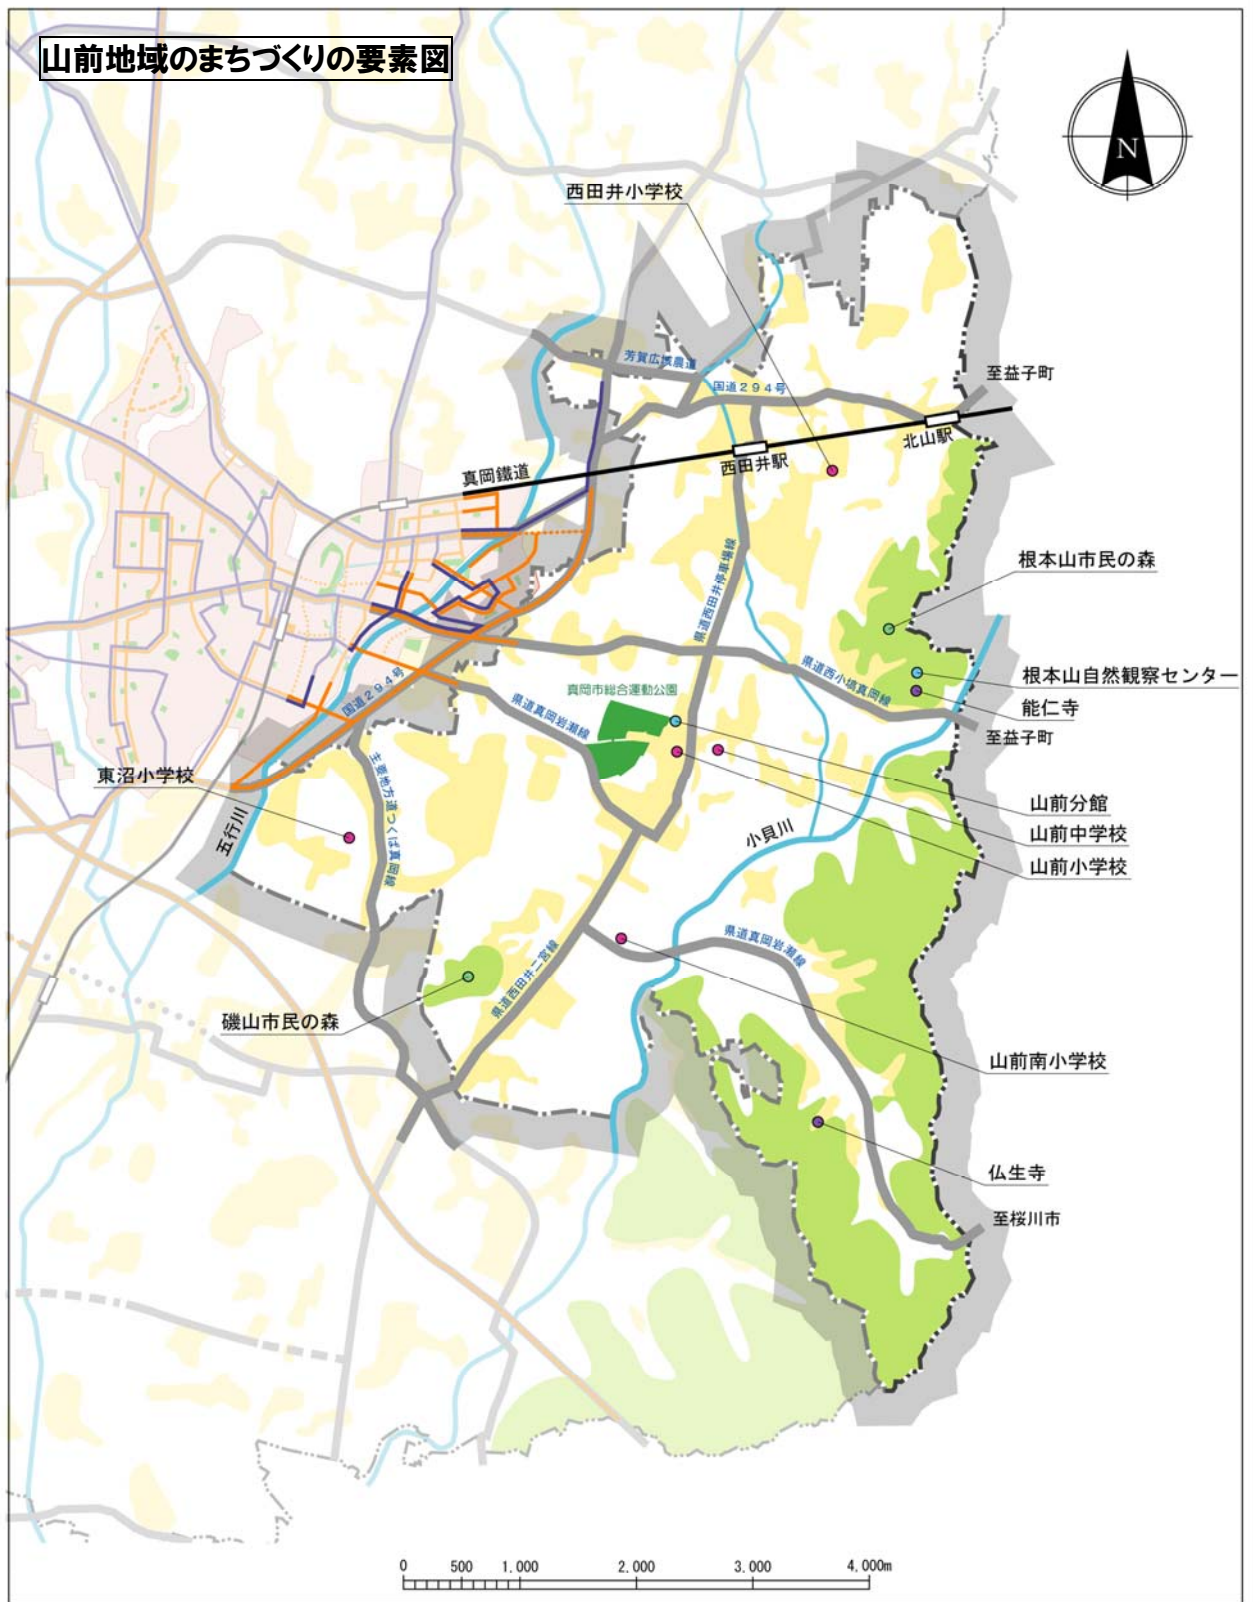 山前地域のまちづくりの要素図
N
西田井小学校
芳賀広域農道
国道294号
至益子町
北山駅
西田井駅
真岡鐵道
県道西田井停車場線
根本山市民の森
根本山自然観察センター
能仁寺
至益子町
県道西小塙真岡線
真岡市総合運動公園
国道294号
県道真岡岩瀬線
東沼小学校
主要地方道つくば真岡線
五行川
小貝川
山前分館
山前中学校
山前小学校
県道真岡岩瀬線
県道西田井二宮線
磯山市民の森
山前南小学校
仏生寺
至桜川市
0 500 1.000 2.000 3.000 4.000m